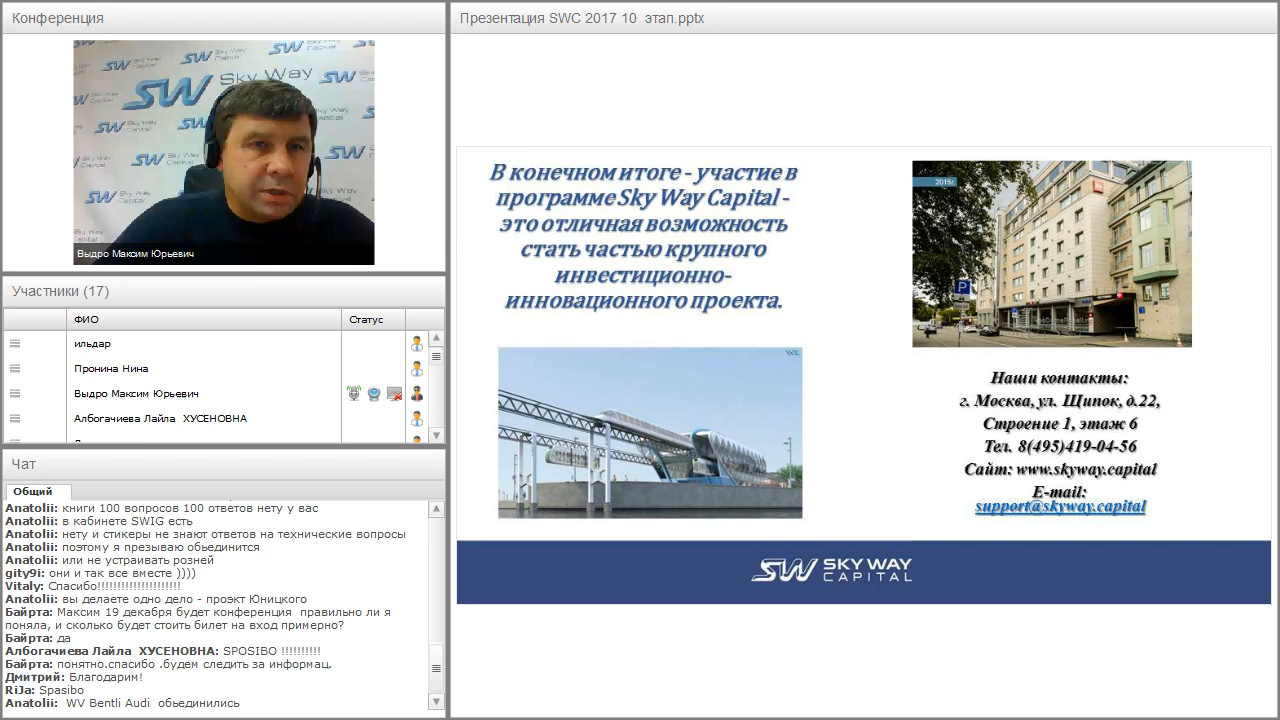 Конференция
SW SKY WAY
Capital
Выдро Максим Юрьевич
Участники (17)
ФИО
Статус
ильдар
Пронина Нина
Выдро Максим Юрьевич
Албогачиева Лайла ХУСЕНОВНА
Чат
Общий
Anatolii: книги 100 вопросов 100 ответов нету у вас
Anatolii: в кабинете SWIG есть
Anatolii: нету и стикеры не знают ответов на технические вопросы
Anatolii: поэтому я презываю обьединится
Anatolii: или не устраивать розней
gity9i: они и так все вместе ))))
Vitaly: Спасибо!!!!!!!!!!!!!!!!!!!!!
Anatolii: вы делаете одно дело - проэкт Юницкого
Байрта: Максим 19 декабря будет конференция правильно ли я
поняла, и сколько будет стоить билет на вход примерно?
Байрта: да
Албогачиева Лайла ХУСЕНОВНА: SPOSIBO !!!!!!!!!!
Байрта: понятно.спасибо .будем следить за информац.
Дмитрий: Благодарим!
RiJa: Spasibo
Anatolii: WV Bentli Audi обьединились
Презентация SWC 2017 10 этап.pptx
В конечном итоге - участие в
программе Sky Way Capital -
это отличная возможность
стать частью крупного
инвестиционно-
инновационного проекта.
2015г
P
Наши контакты:
г. Москва, ул. Щипок, д.22,
Строение 1, этаж 6
Тел. 8(495)419-04-56
Сайт: www.skyway.capital
E-mail:
support@skyway.capital
SW SKY WAY
CAPITAL